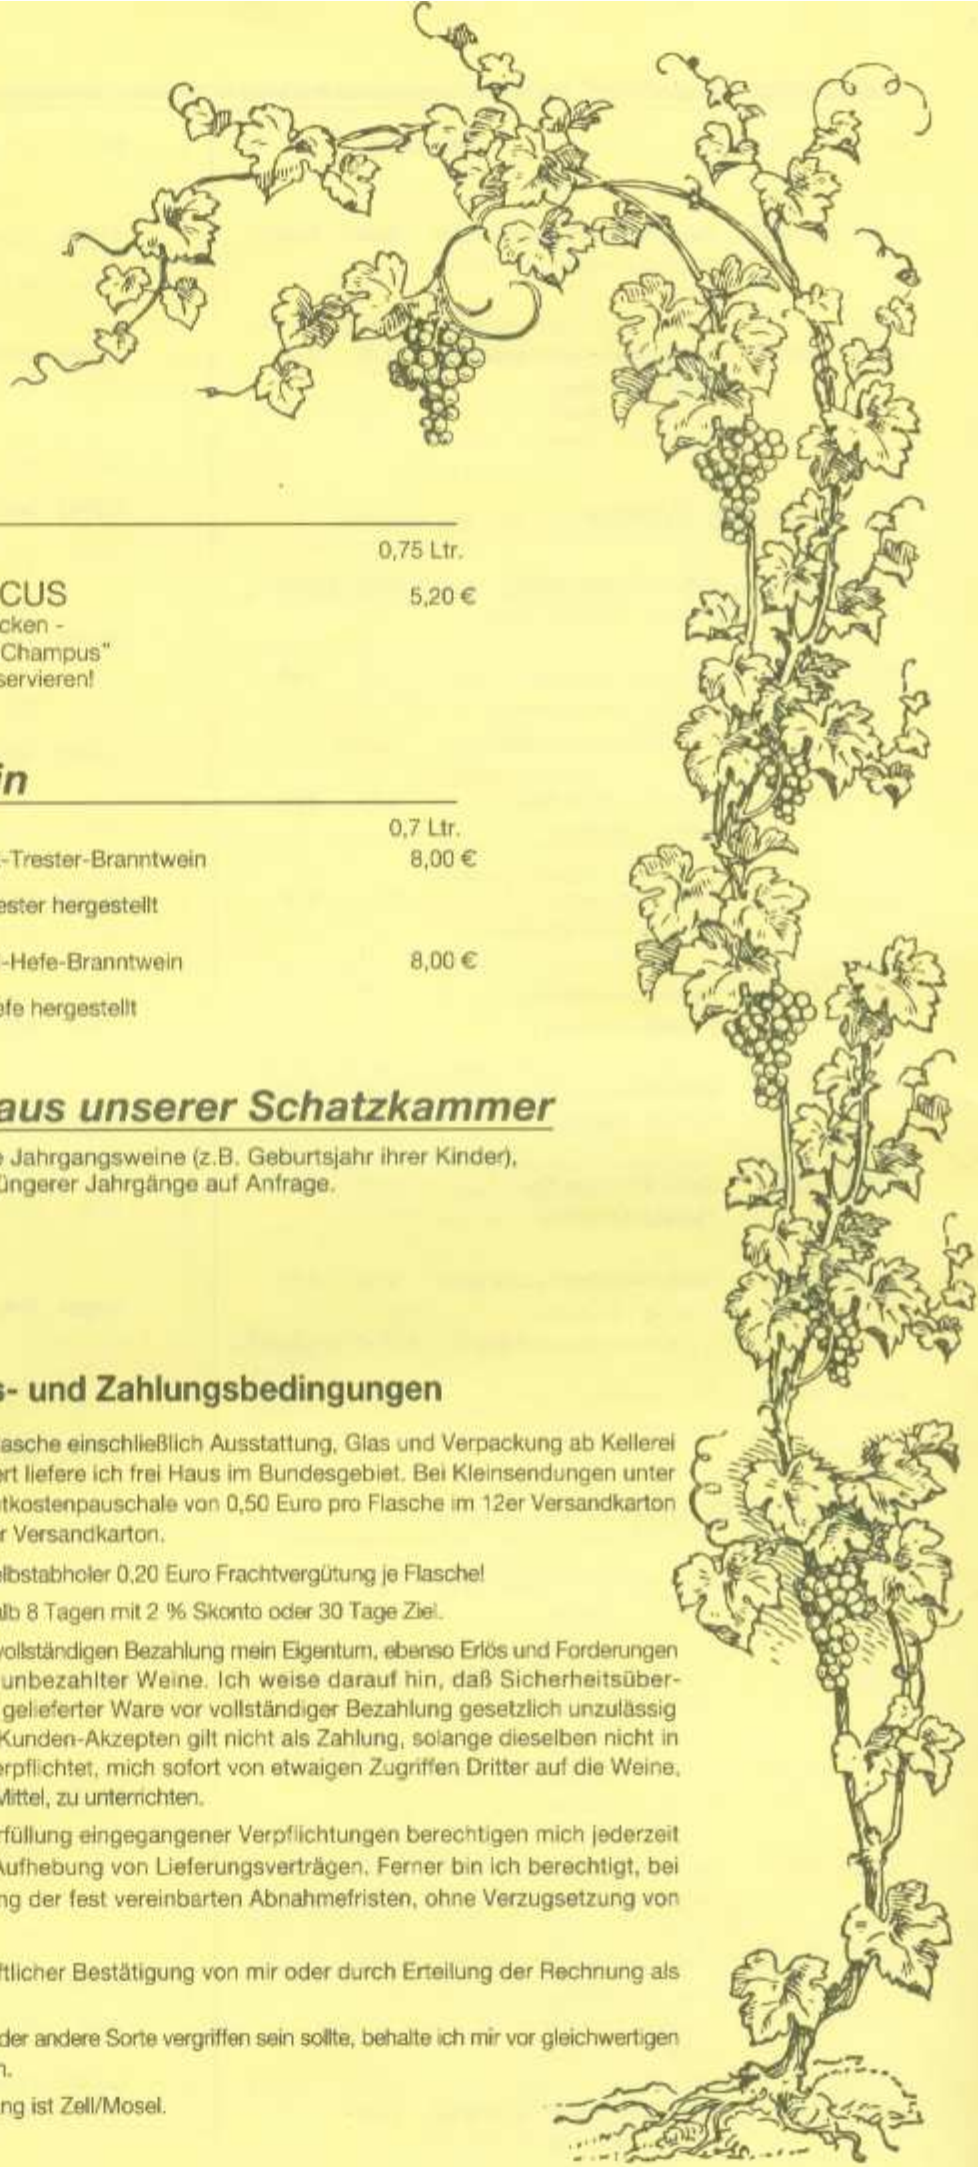 0,75 Ltr.
CUS 5,20 €
cken -
Champus"
servieren!
in
0,7 Ltr.
-Trester-Branntwein 8,00 €
ester hergestellt
-Hefe-Branntwein 8,00 €
efe hergestellt
aus unserer Schatzkammer
e Jahrgangsweine (z.B. Geburtsjahr ihrer Kinder),
üngerer Jahrgänge auf Anfrage.
s- und Zahlungsbedingungen
asche einschließlich Ausstattung, Glas und Verpackung ab Kellerei
ert liefere ich frei Haus im Bundesgebiet. Bei Kleinsendungen unter
htkostenpauschale von 0,50 Euro pro Flasche im 12er Versandkarton
r Versandkarton.
elbstabholer 0,20 Euro Frachtvergütung je Flasche!
alb 8 Tagen mit 2 % Skonto oder 30 Tage Ziel.
vollständigen Bezahlung mein Eigentum, ebenso Erlös und Forderungen
unbezahlter Weine. Ich weise darauf hin, daß Sicherheitsüber-
gelieferter Ware vor vollständiger Bezahlung gesetzlich unzulässig
Kunden-Akzepten gilt nicht als Zahlung, solange dieselben nicht in
erpflichtet, mich sofort von etwaigen Zugriffen Dritter auf die Weine,
Mittel, zu unterrichten.
rfüllung eingegangener Verpflichtungen berechtigen mich jederzeit
Aufhebung von Lieferungsverträgen. Ferner bin ich berechtigt, bei
ng der fest vereinbarten Abnahmefristen, ohne Verzugsetzung von
ftlicher Bestätigung von mir oder durch Erteilung der Rechnung als
der andere Sorte vergriffen sein sollte, behalte ich mir vor gleichwertigen
n.
ng ist Zell/Mosel.